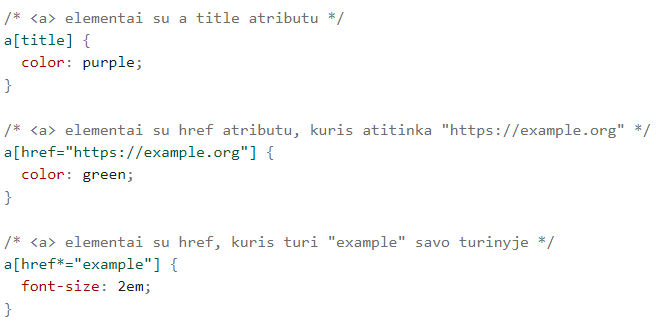 /* <a> elementai su a title atributu */
a[title] {
  color: purple;
}

/* <a> elementai su href atributu, kuris atitinka "https://example.org" */
a[href="https://example.org"] {
  color: green;
}

/* <a> elementai su href, kuris turi "example" savo turinyje */
a[href*="example"] {
  font-size: 2em;
}